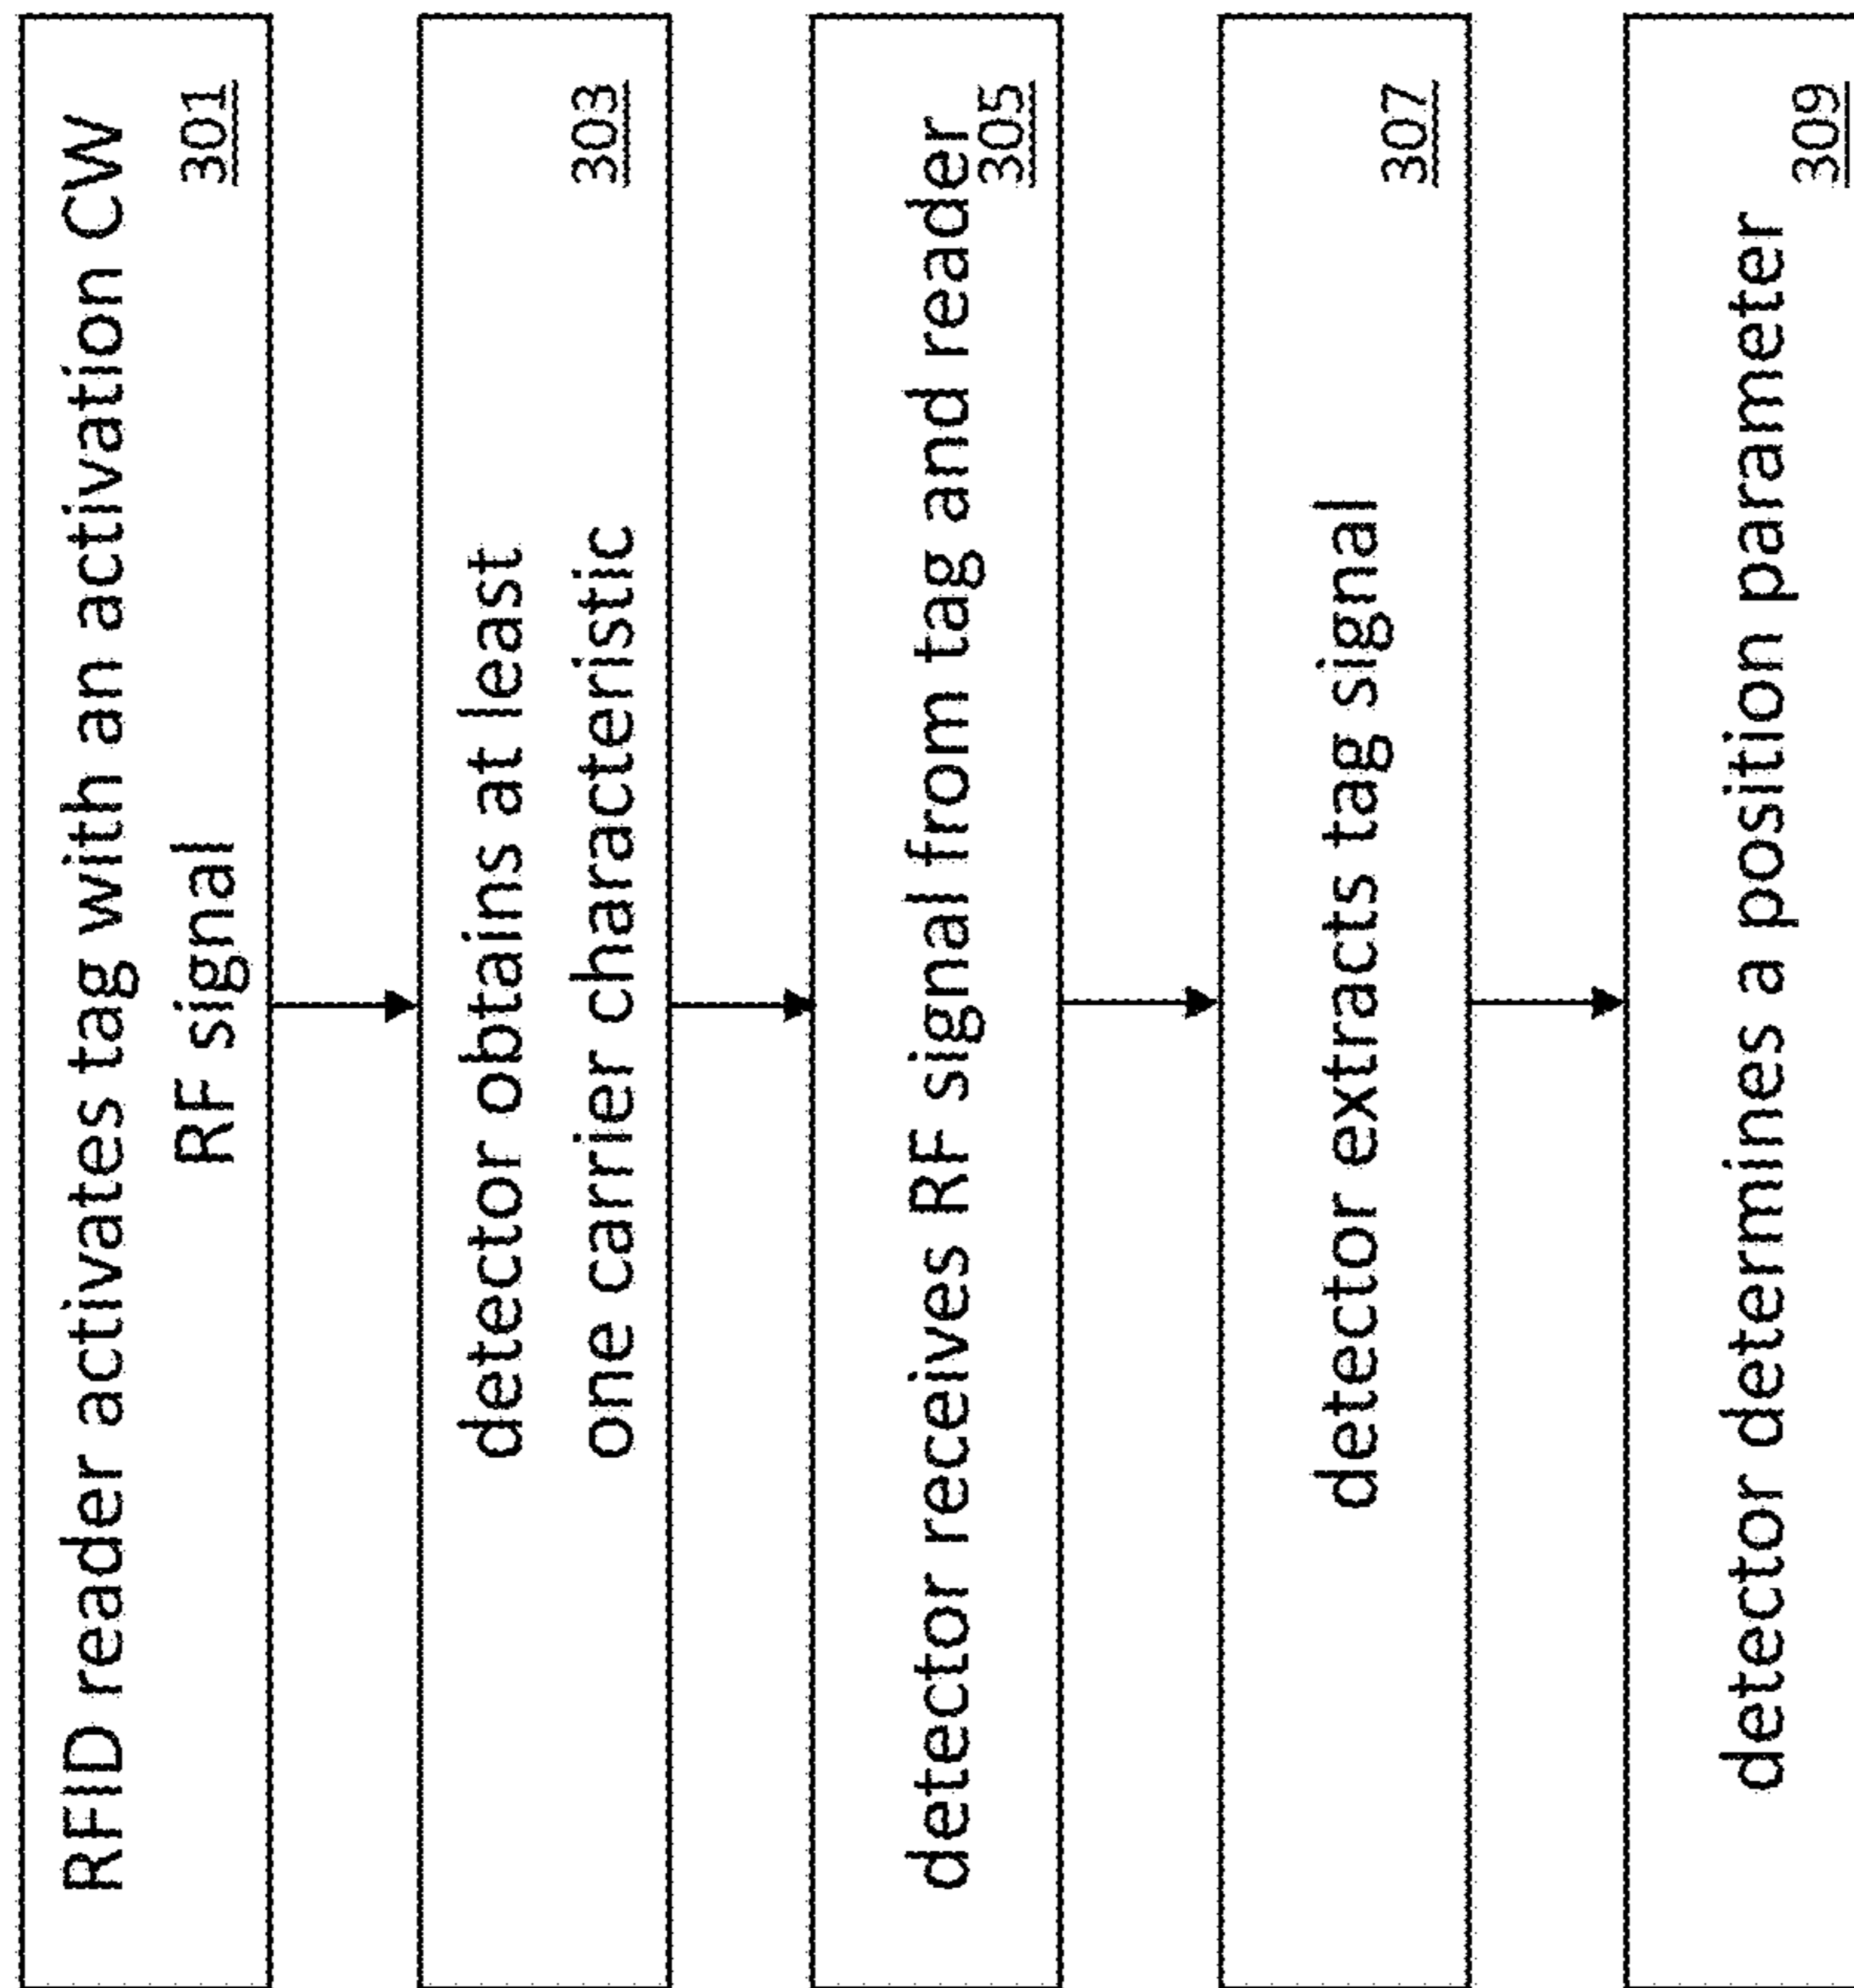 RFID reader activates tag with an activation CW
RF signal
301
detector obtains at least
one carrier characteristic
303
detector receives RF signal from tag and reader
305
detector extracts tag signal
307
detector determines a position parameter
309